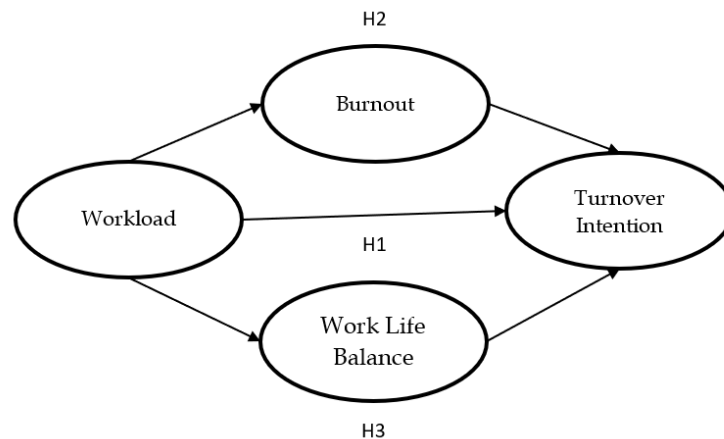 H2
Burnout
Workload
Turnover
Intention
H1
Work Life
Balance
H3